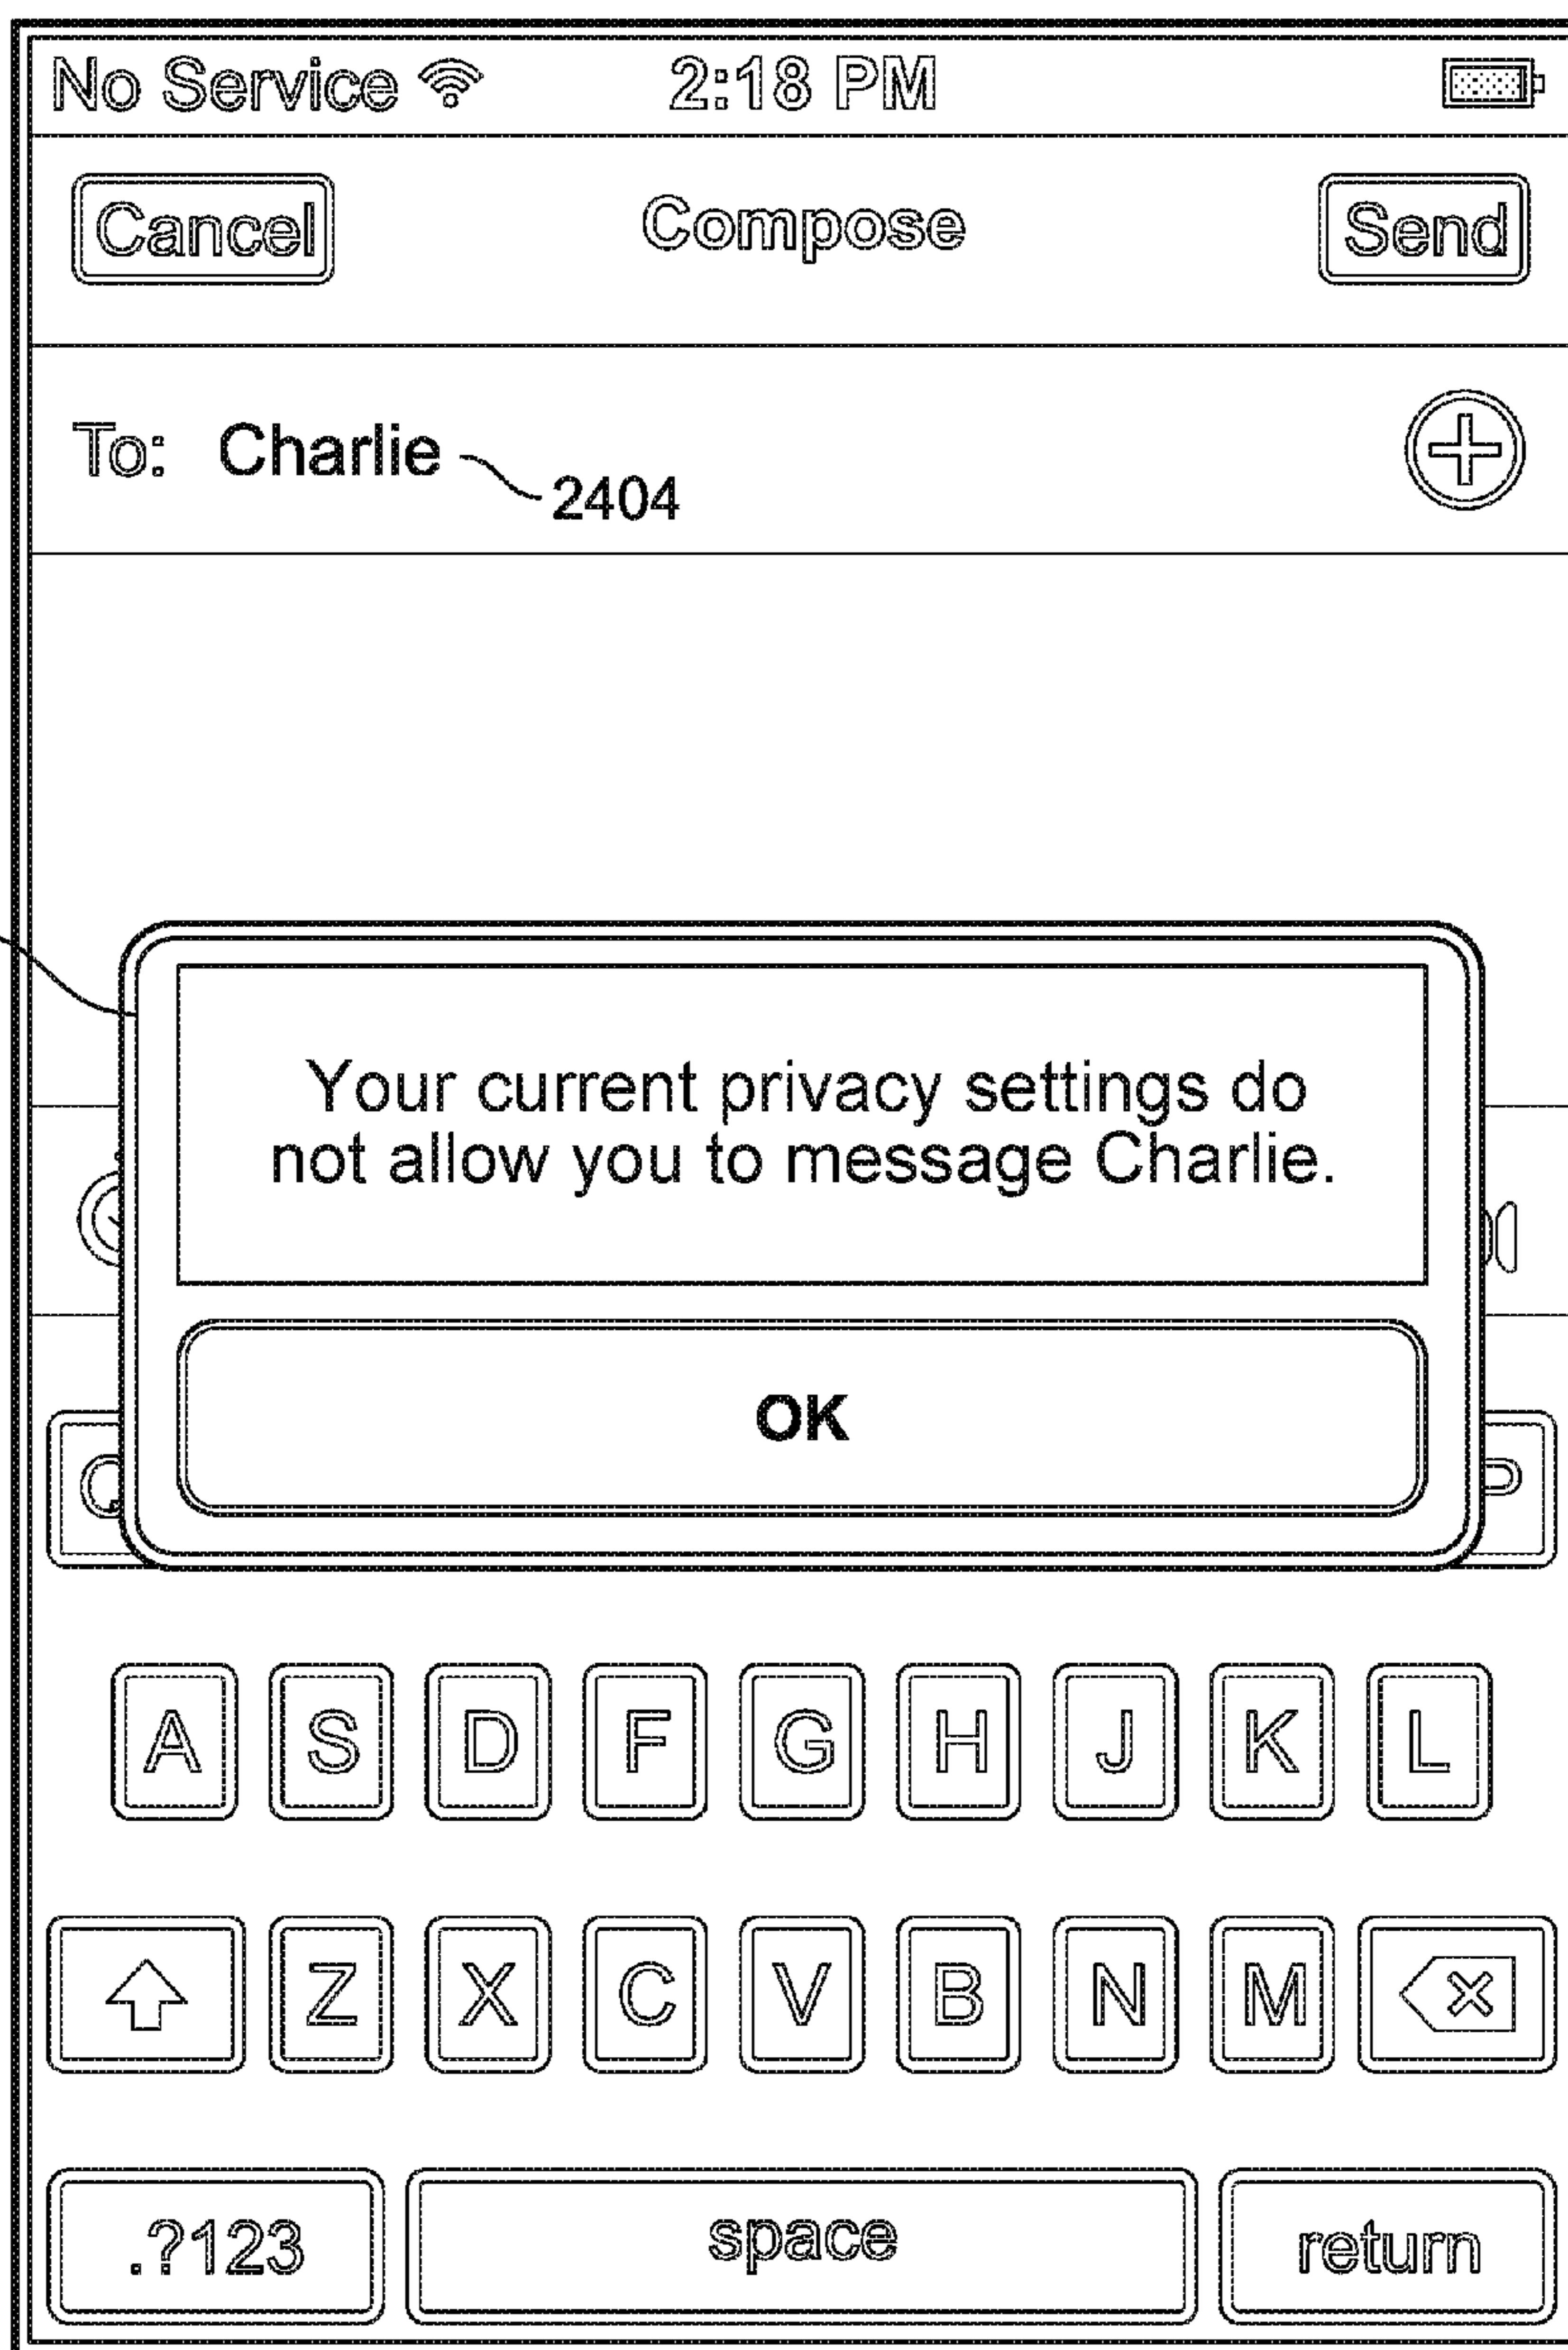 No Service 2:18 PM
Cancel Compose Send
To: Charlie 2404
Your current privacy settings do
not allow you to message Charlie.
OK
Q P
A S D F G H J K L
Z X C V B N M
.?123 space return